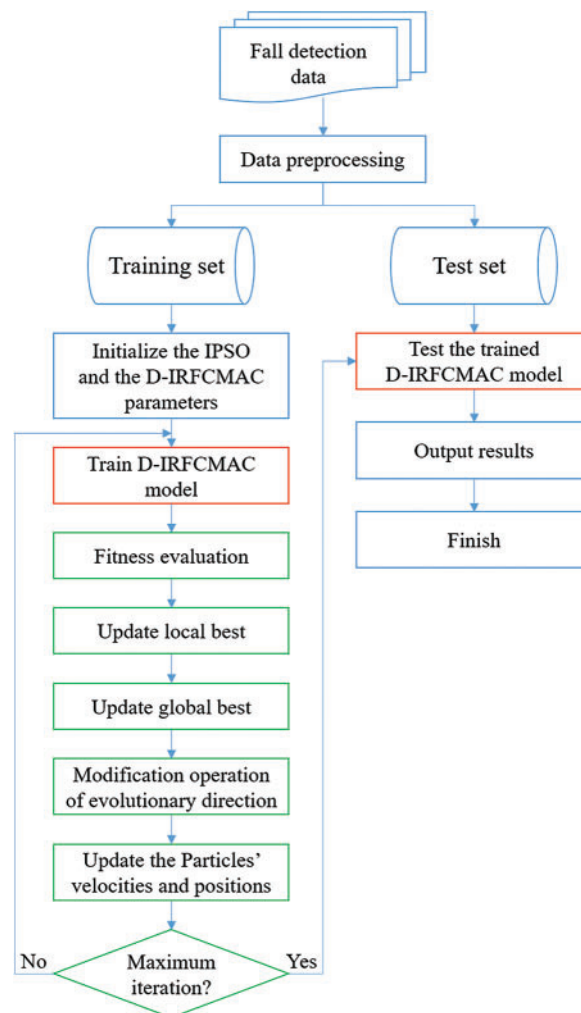 Fall detection
data
Data preprocessing
Training set
Test set
Initialize the IPSO
and the D-IRFCMAC
parameters
Test the trained
D-IRFCMAC model
Train D-IRFCMAC
model
Output results
Fitness evaluation
Finish
Update local best
Update global best
Modification operation
of evolutionary direction
Update the Particles’
velocities and positions
No
Maximum
iteration?
Yes